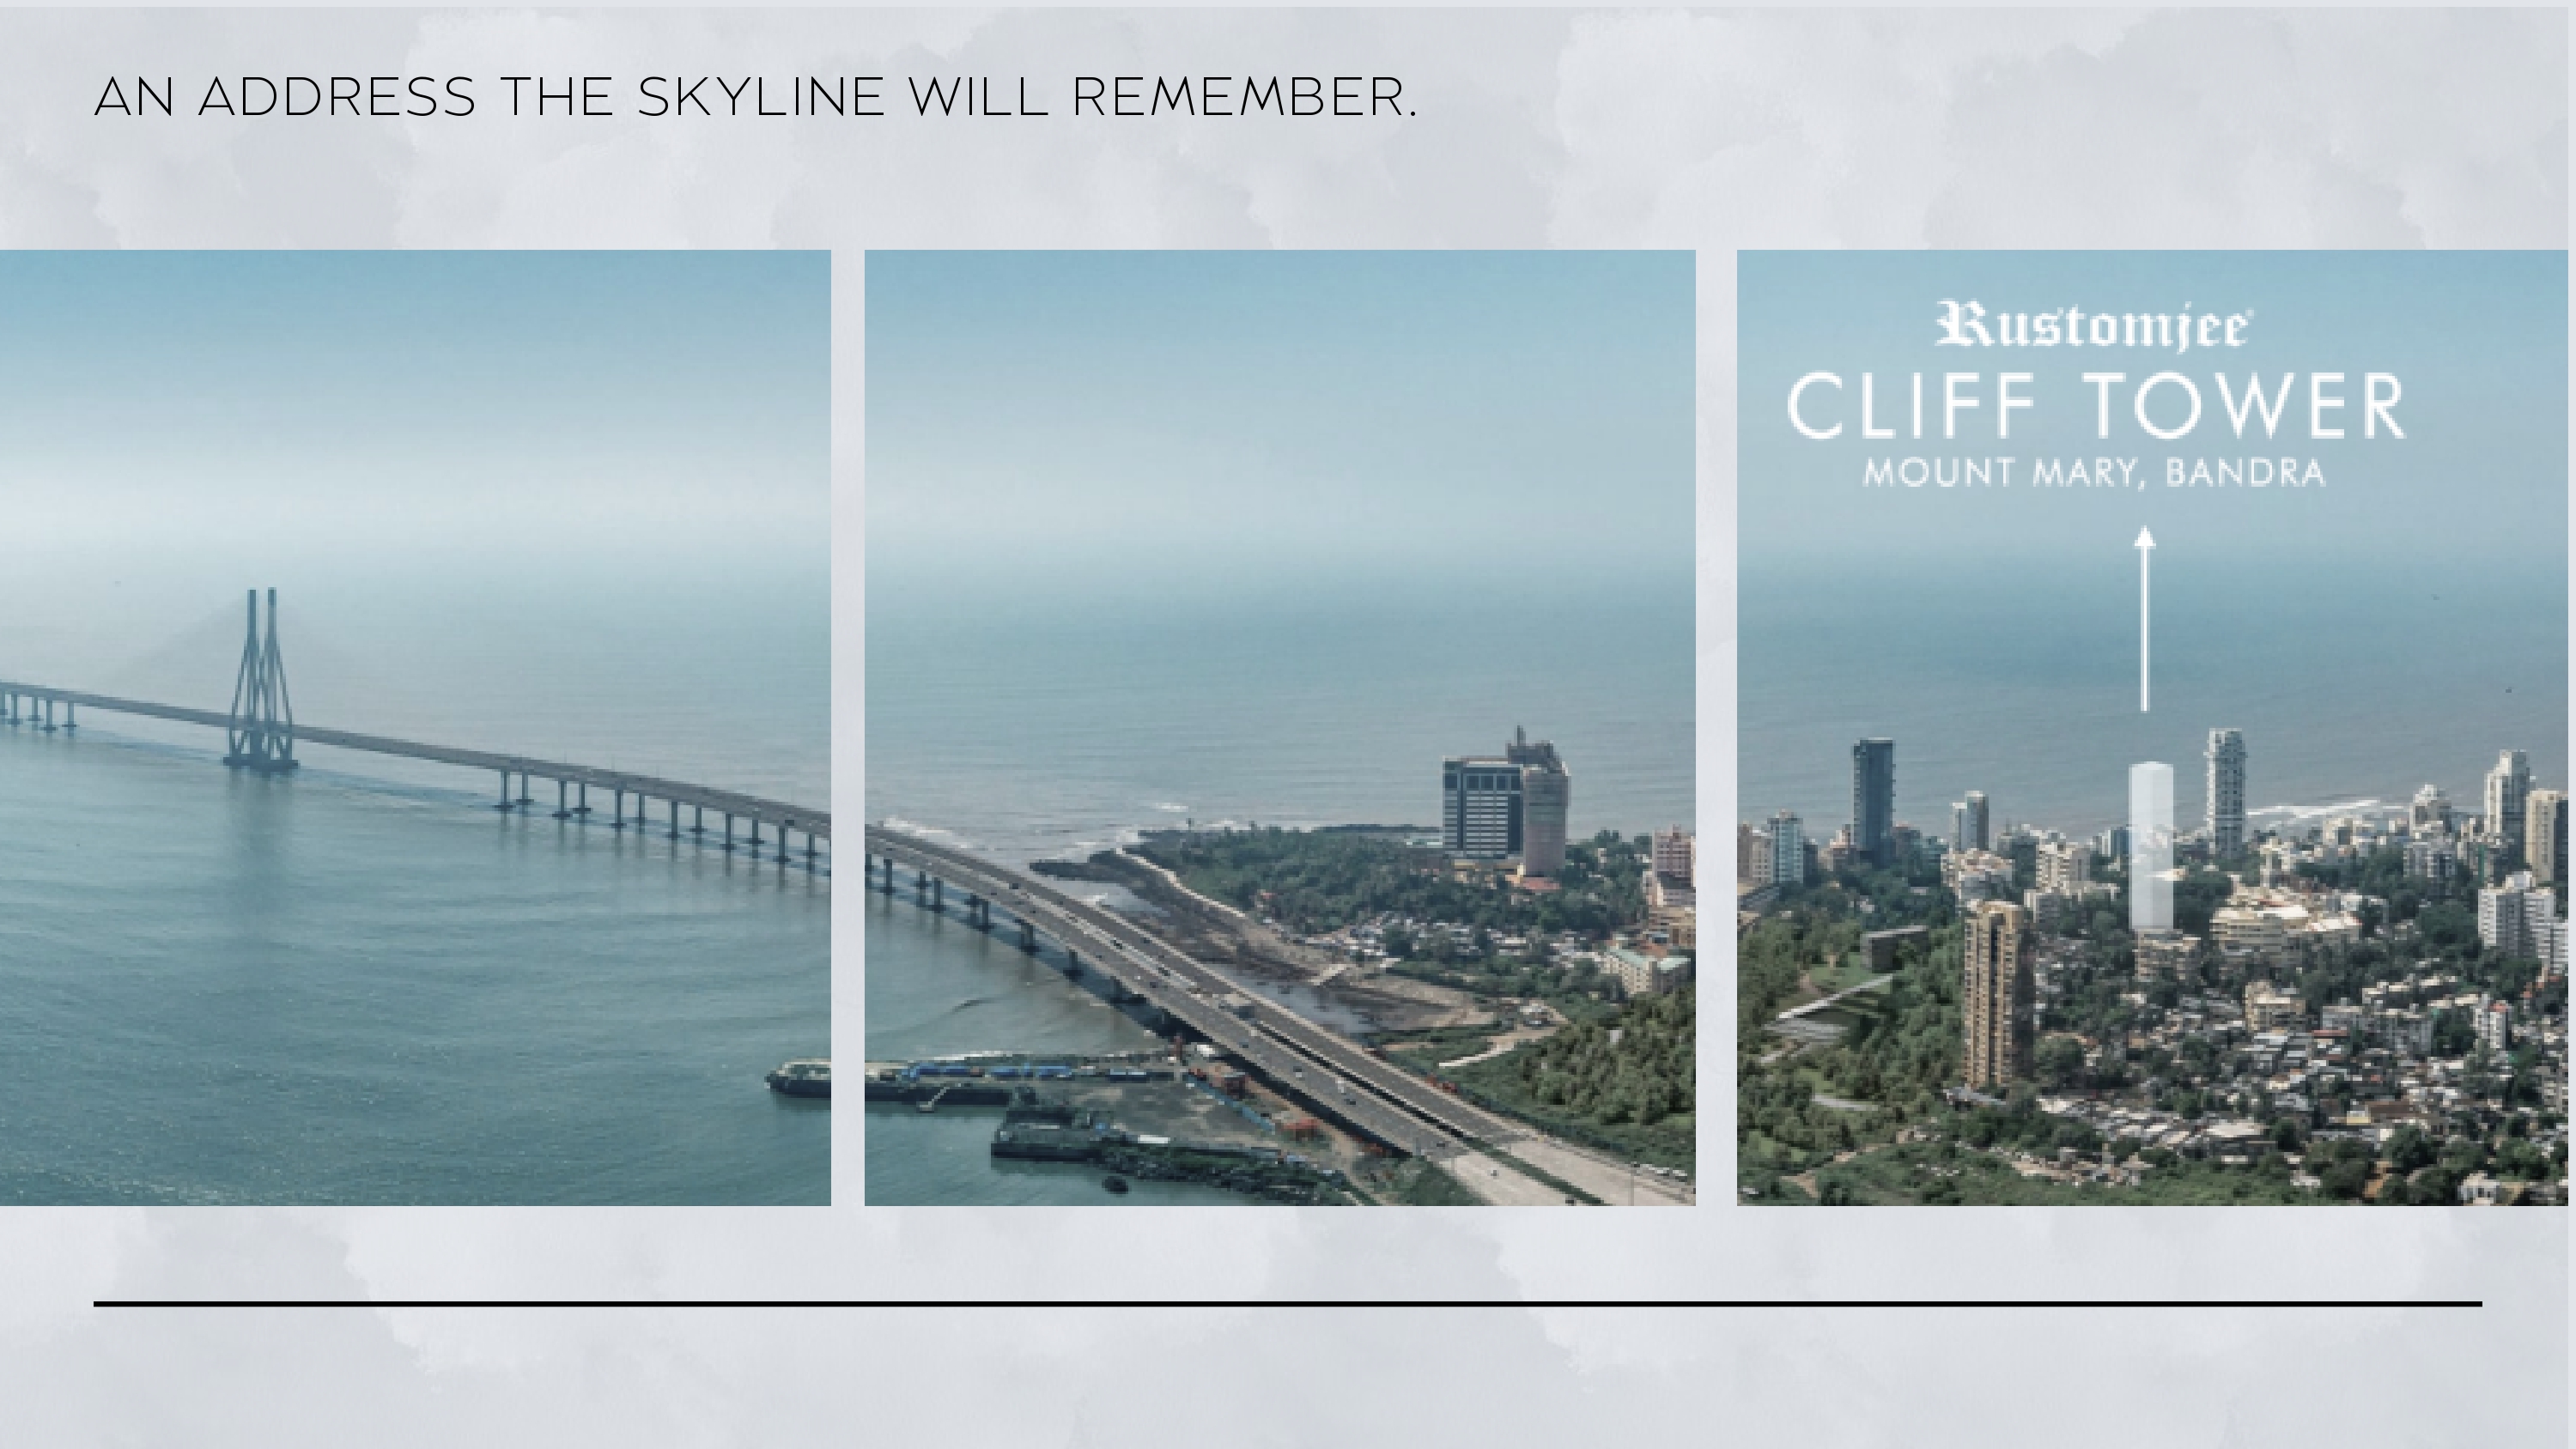 AN ADDRESS THE SKYLINE WILL REMEMBER.
Rustomjee
CLIFF TOWER
MOUNT MARY, BANDRA